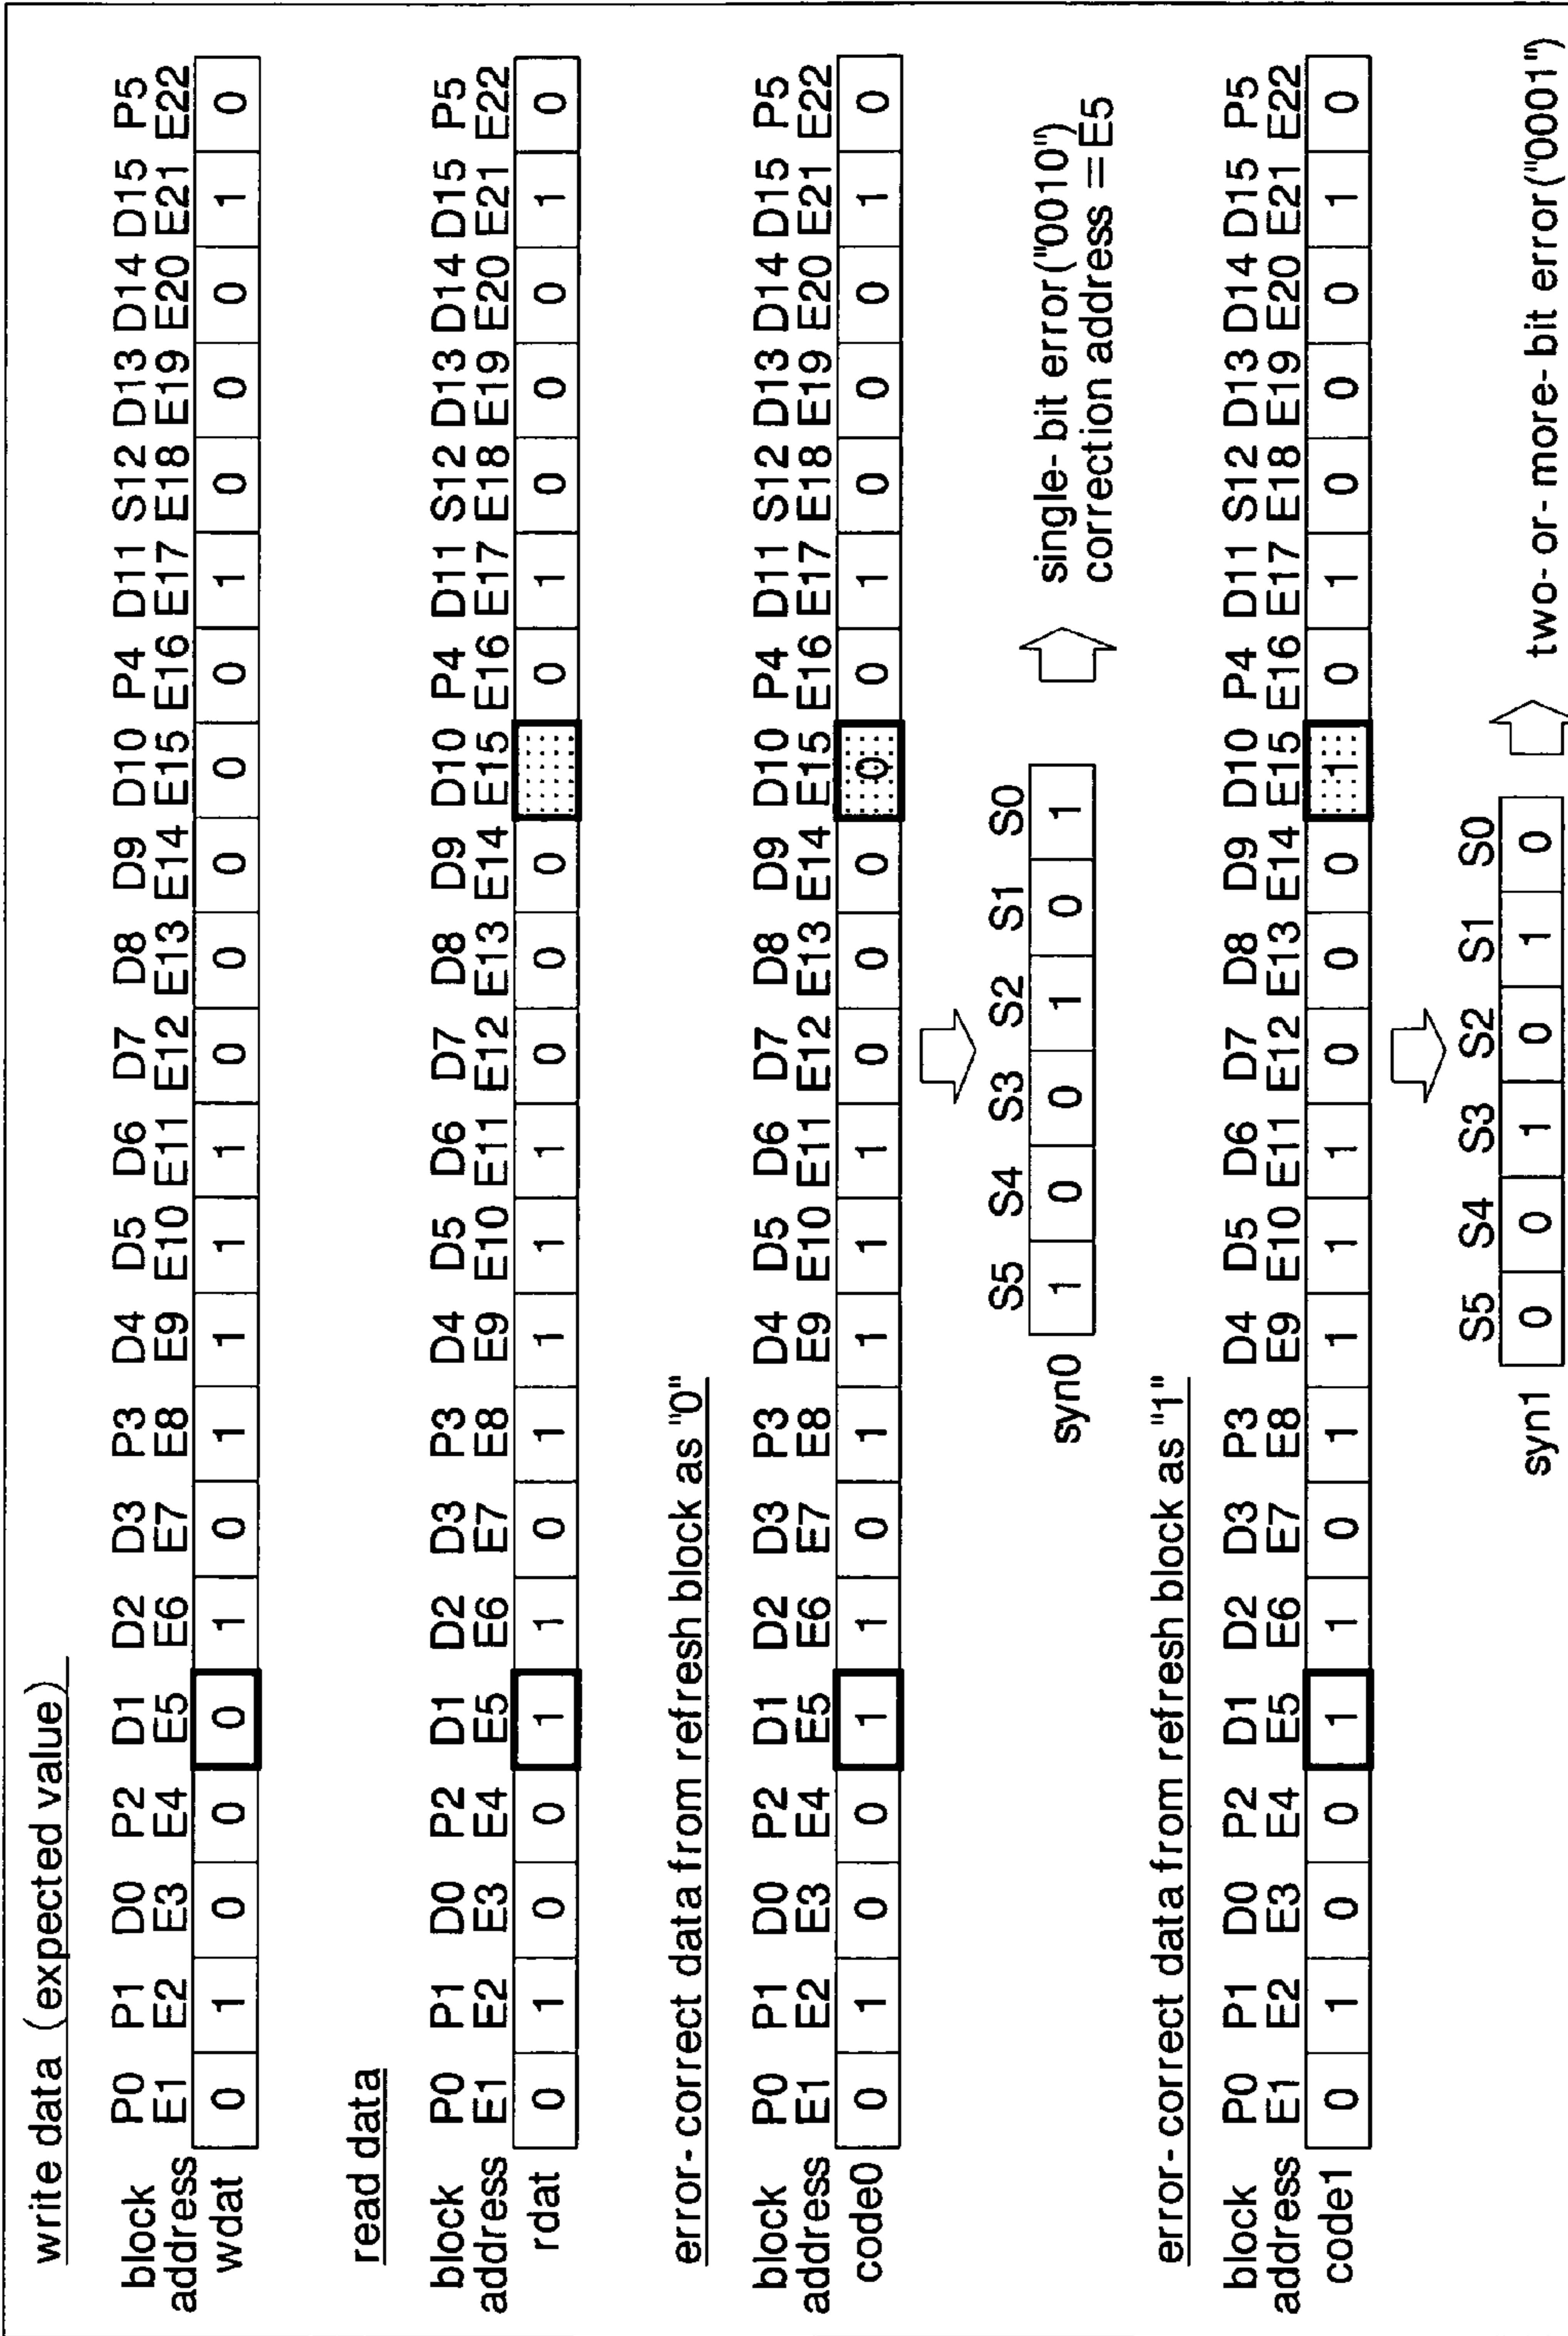 write data (expected value)
block P0 P1 D0 P2 D1 D2 D3 P3 D4 D5 D6 D7 D8 D9 D10 P4 D11 S12 D13 D14 D15 P5
address E1 E2 E3 E4 E5 E6 E7 E8 E9 E10 E11 E12 E13 E14 E15 E16 E17 E18 E19 E20 E21 E22
wdat 0 1 0 0 0 1 0 1 1 1 1 0 0 0 0 0 1 0 0 0 1 0
read data
block P0 P1 D0 P2 D1 D2 D3 P3 D4 D5 D6 D7 D8 D9 D10 P4 D11 S12 D13 D14 D15 P5
address E1 E2 E3 E4 E5 E6 E7 E8 E9 E10 E11 E12 E13 E14 E15 E16 E17 E18 E19 E20 E21 E22
rdat 0 1 0 0 1 1 0 1 1 1 1 0 0 0 0 1 0 0 0 1 0
error-correct data from refresh block as "0"
block P0 P1 D0 P2 D1 D2 D3 P3 D4 D5 D6 D7 D8 D9 D10 P4 D11 S12 D13 D14 D15 P5
address E1 E2 E3 E4 E5 E6 E7 E8 E9 E10 E11 E12 E13 E14 E15 E16 E17 E18 E19 E20 E21 E22
code0 0 1 0 0 1 1 0 1 1 1 1 0 0 0 0 0 1 0 0 0 1 0
S5 S4 S3 S2 S1 S0
syn0 1 0 0 1 0 1
single-bit error("0010")
correction address =E5
error-correct data from refresh block as "1"
block P0 P1 D0 P2 D1 D2 D3 P3 D4 D5 D6 D7 D8 D9 D10 P4 D11 S12 D13 D14 D15 P5
address E1 E2 E3 E4 E5 E6 E7 E8 E9 E10 E11 E12 E13 E14 E15 E16 E17 E18 E19 E20 E21 E22
code1 0 1 0 0 1 1 0 1 1 1 1 0 0 0 1 0 1 0 0 0 1 0
S5 S4 S3 S2 S1 S0
syn1 0 0 1 0 1 0
two-or-more-bit error("0001")